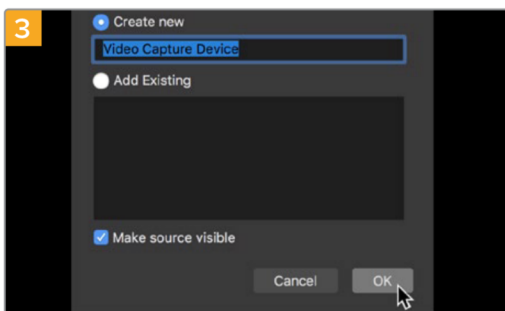 3
Create new
Video Capture Device
Add Existing
Make source visible
Cancel OK